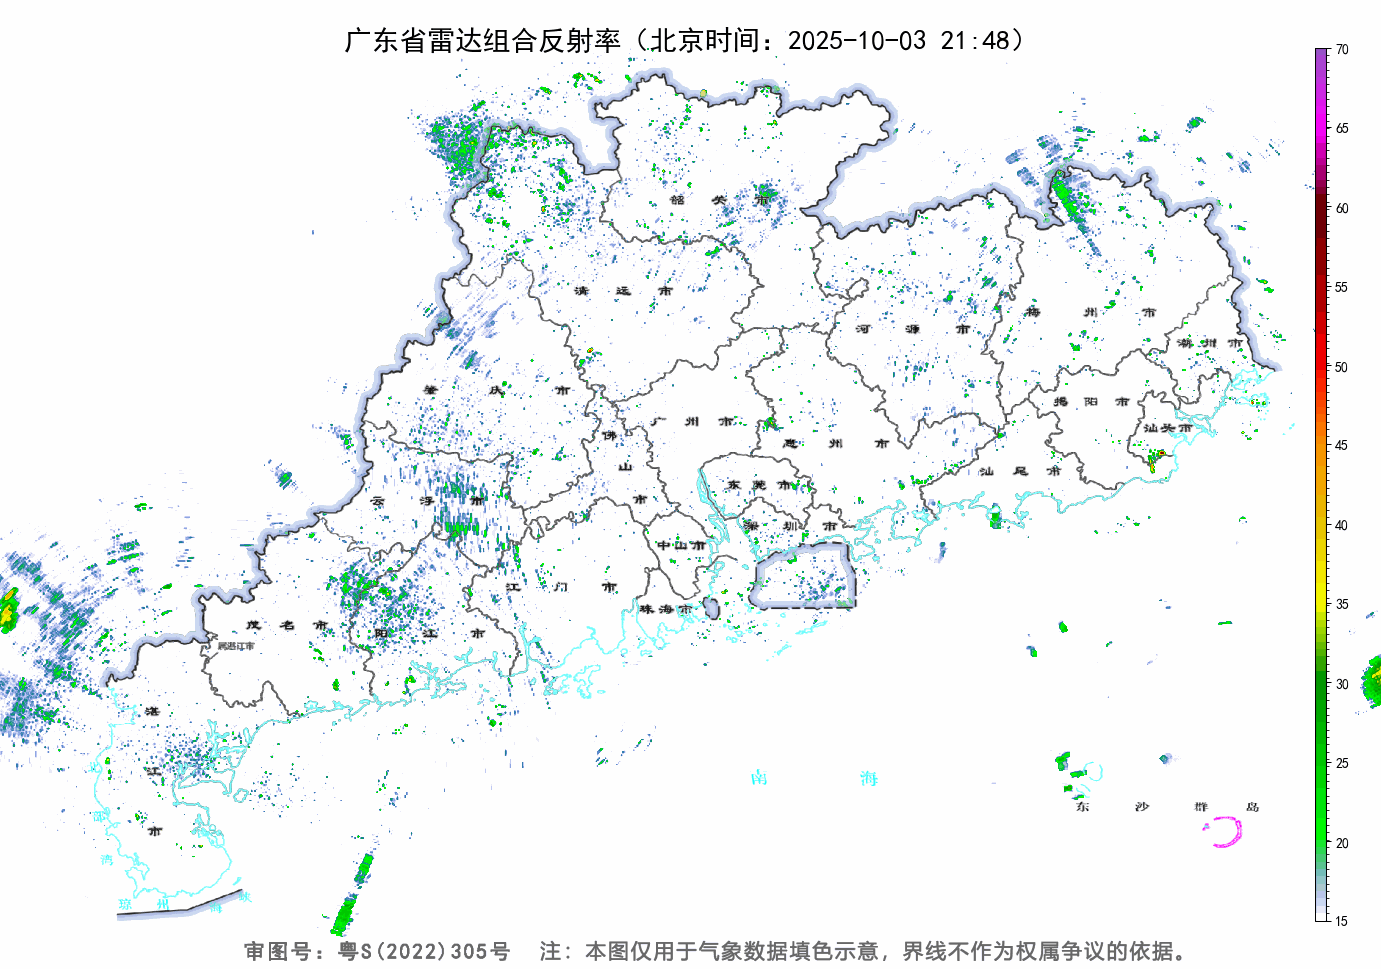 广东省雷达组合反射率（北京时间：2025-10-03 21:48）
70
65
60
55
50
45
40
35
30
25
20
15
韶关市
清远市
河源市
梅州市
潮州市
肇庆市
广州市
惠州市
揭阳市
汕头市
佛山市
云浮市
东莞市
汕尾市
深圳市
中山市
江门市
珠海市
茂名市
阳江市
属湛江市
湛江市
南海
东沙群岛
湾
琼州海峡
审图号：粤S(2022)305号 注：本图仅用于气象数据填色示意，界线不作为权属争议的依据。